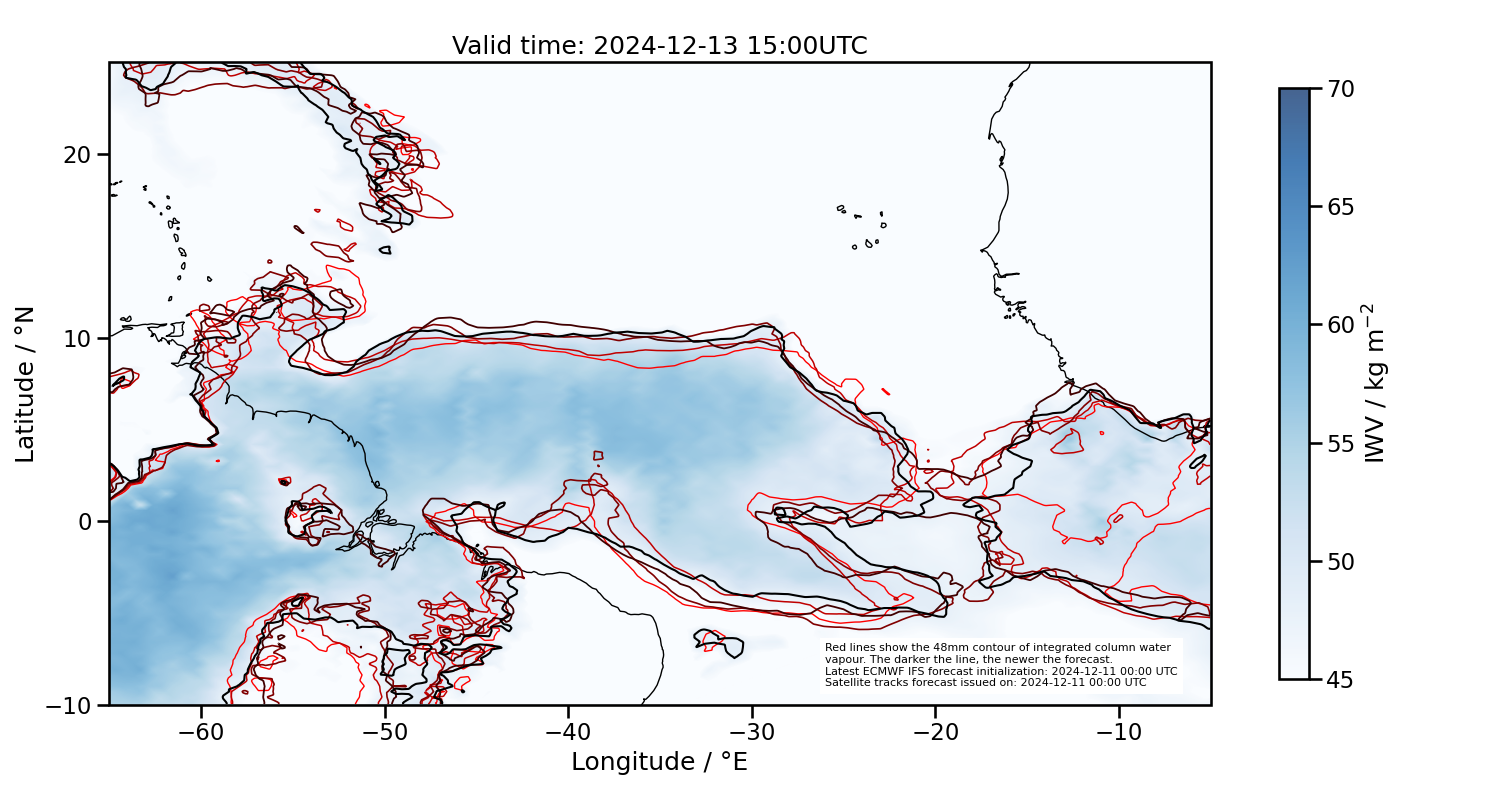 Valid time: 2024-12-13 15:00UTC
Latitude / °N
20
10
0
−10
−60
−50
−40
−30
−20
−10
Longitude / °E
Red lines show the 48mm contour of integrated column water
vapour. The darker the line, the newer the forecast.
Latest ECMWF IFS forecast initialization: 2024-12-11 00:00 UTC
Satellite tracks forecast issued on: 2024-12-11 00:00 UTC
70
65
60
55
50
45
IWV / kg m⁻²